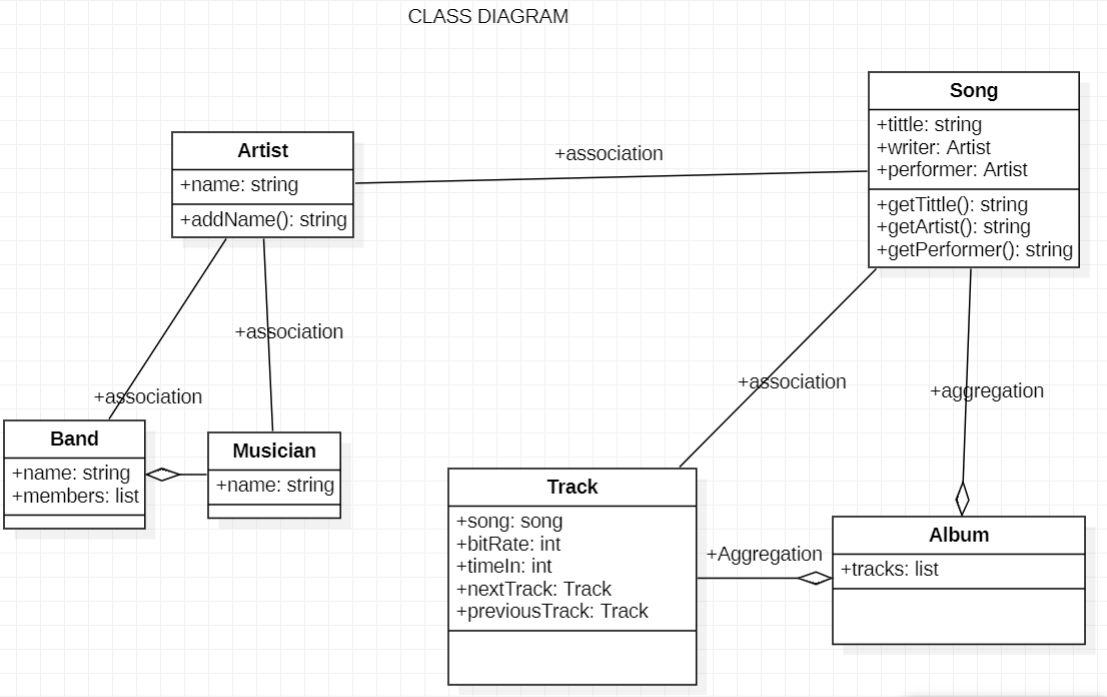 CLASS DIAGRAM
Song
+tittle: string
+writer: Artist
+performer: Artist
+getTittle(): string
+getArtist(): string
+getPerformer(): string
Artist
+name: string
+addName(): string
+association
+association
+association
+association
+aggregation
Band
+name: string
+members: list
Musician
+name: string
Track
+song: song
+bitRate: int
+timeIn: int
+nextTrack: Track
+previousTrack: Track
+Aggregation
Album
+tracks: list